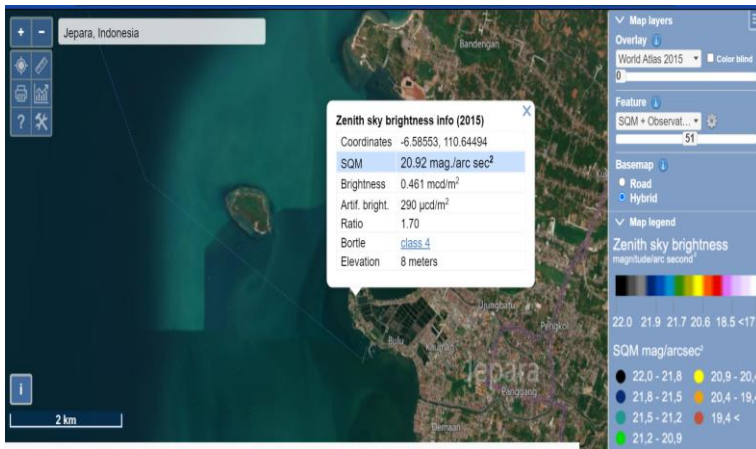 + -
Jepara, Indonesia
?
Bandengan
Zenith sky brightness info (2015)
X
Coordinates -6.58553, 110.64494
SQM 20.92 mag./arc sec²
Brightness 0.461 mcd/m²
Artif. bright. 290 μcd/m²
Ratio 1.70
Bortle class 4
Elevation 8 meters
Ujungbatu
Pengkol
Bulu
Kauman
Jepara
Panggang
Demaan
i
2 km
Map layers
Overlay i
World Atlas 2015
Color blind
0
Feature i
SQM + Observat...
51
Basemap i
Road
Hybrid
Map legend
Zenith sky brightness
magnitude/arc second²
22.0 21.9 21.7 20.6 18.5 <17
SQM mag/arcsec²
22,0 - 21,8 20,9 - 20,4
21,8 - 21,5 20,4 - 19,4
21,5 - 21,2 19,4 <
21,2 - 20,9